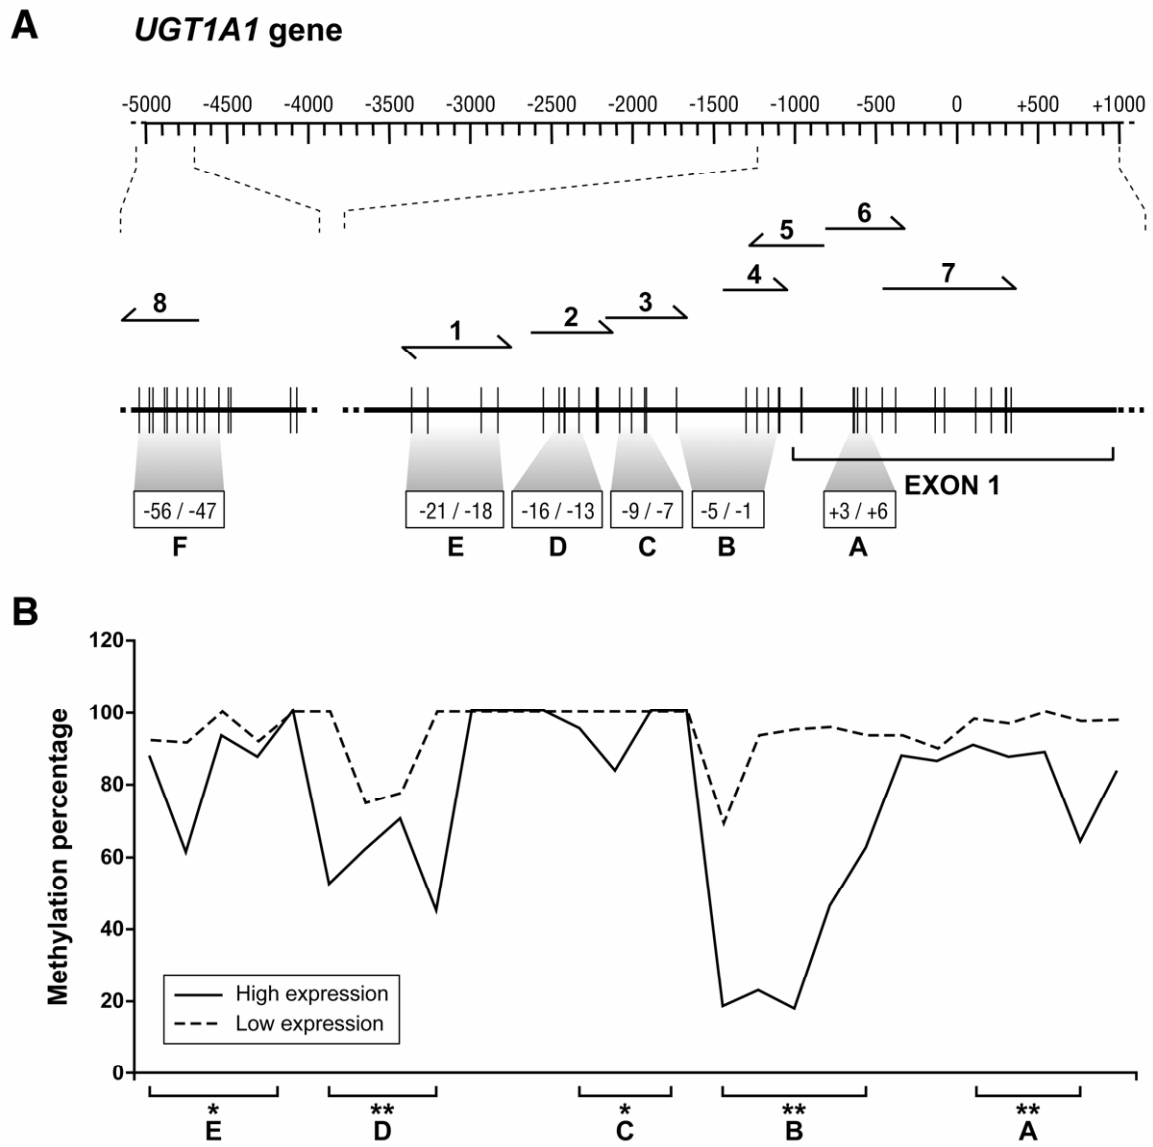 A
UGT1A1 gene
-5000 -4500 -4000 -3500 -3000 -2500 -2000 -1500 -1000 -500 0 +500 +1000
6
5
4 7
8 3
2
1
-56 / -47 -21 / -18 -16 / -13 -9 / -7 -5 / -1 +3 / +6
EXON 1
F E D C B A
B
Methylation percentage
120
100
80
60
40
20
0
High expression
Low expression
* ** * ** **
E D C B A